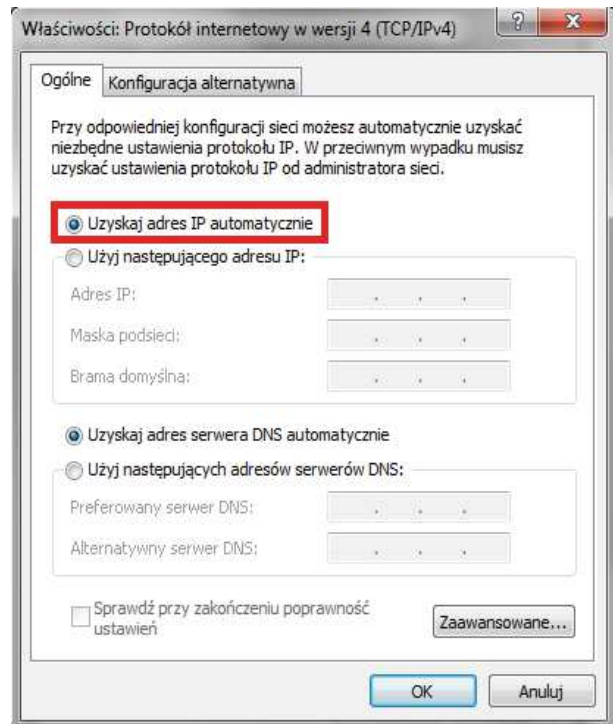 Właściwości: Protokół internetowy w wersji 4 (TCP/IPv4)
Ogólne
Konfiguracja alternatywna
Przy odpowiedniej konfiguracji sieci możesz automatycznie uzyskać
niezbędne ustawienia protokołu IP. W przeciwnym wypadku musisz
uzyskać ustawienia protokołu IP od administratora sieci.
Uzyskaj adres IP automatycznie
Użyj następującego adresu IP:
Adres IP:
Maska podsieci:
Brama domyślna:
Uzyskaj adres serwera DNS automatycznie
Użyj następujących adresów serwerów DNS:
Preferowany serwer DNS:
Alternatywny serwer DNS:
Sprawdź przy zakończeniu poprawność
ustawień
Zaawansowane...
OK
Anuluj